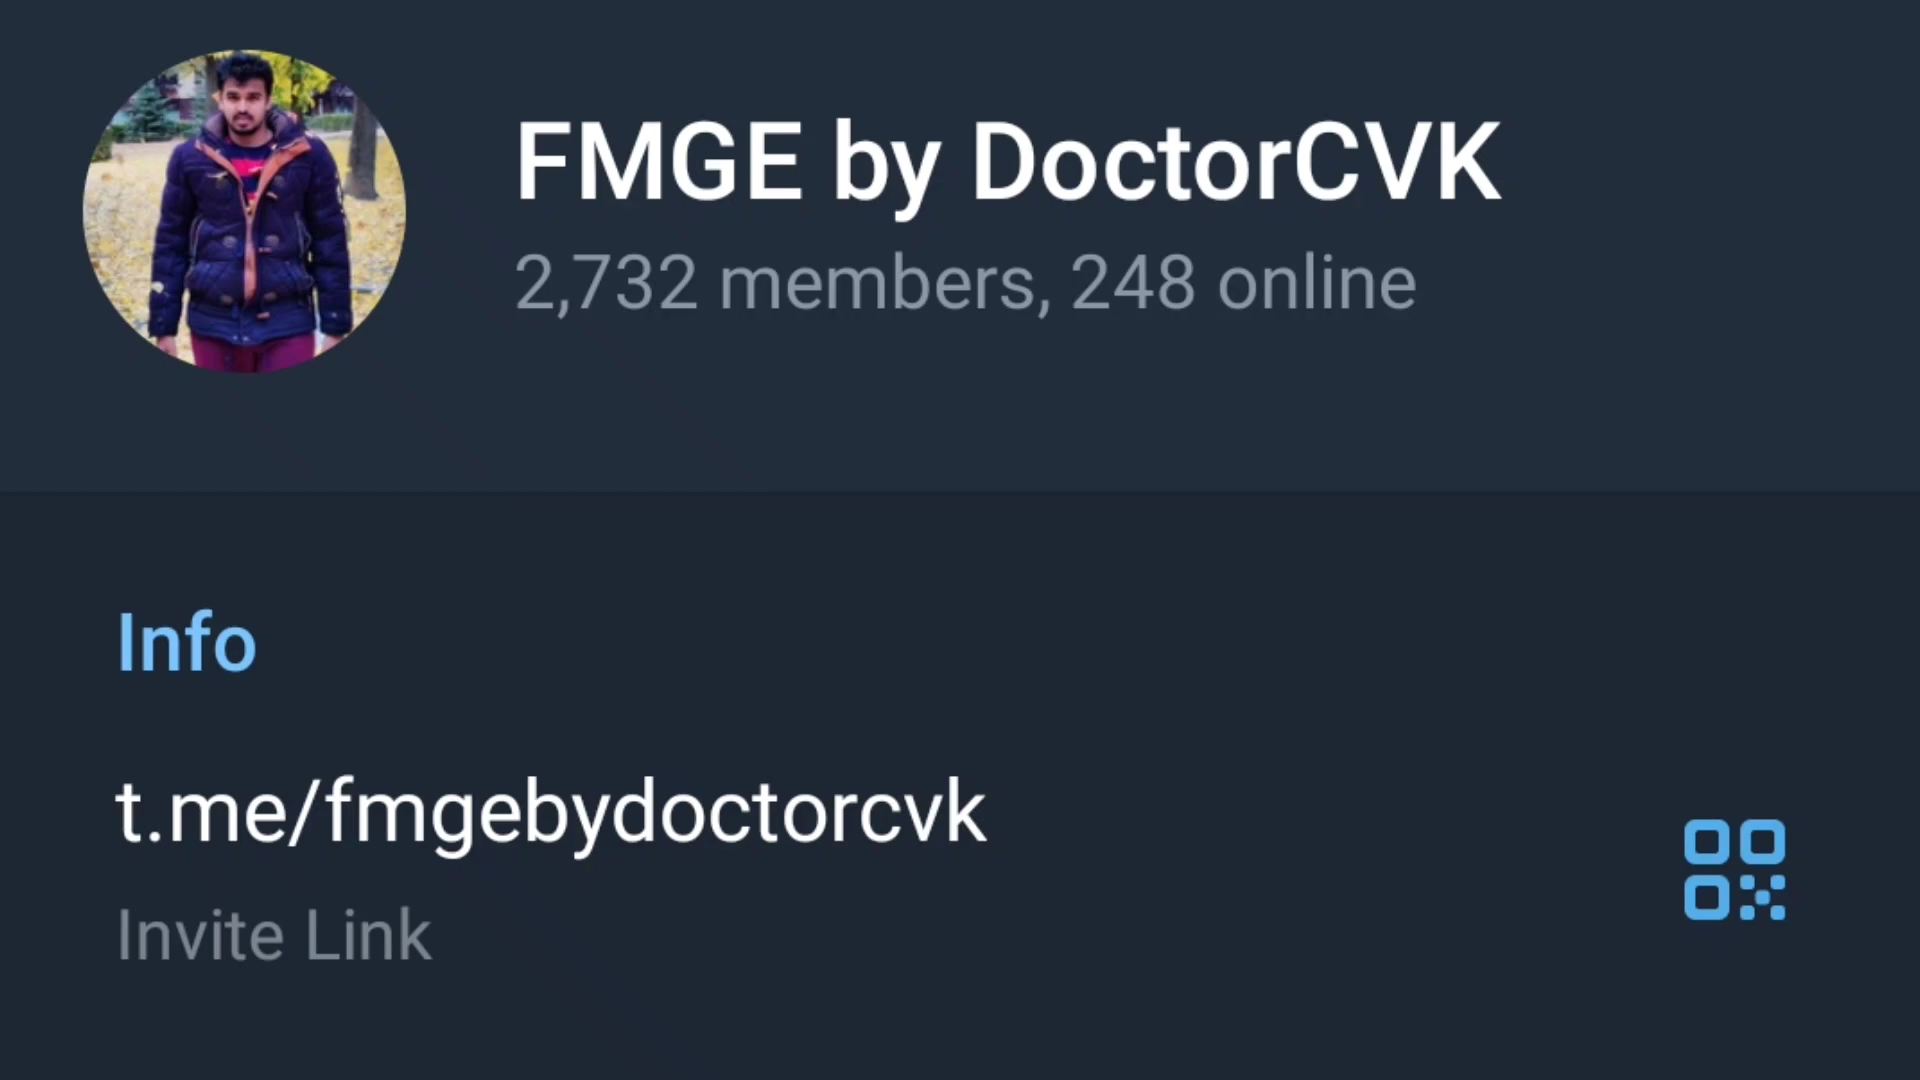 FMGE by DoctorCVK
2,732 members, 248 online
Info
t.me/fmgebydoctorcvk
Invite Link